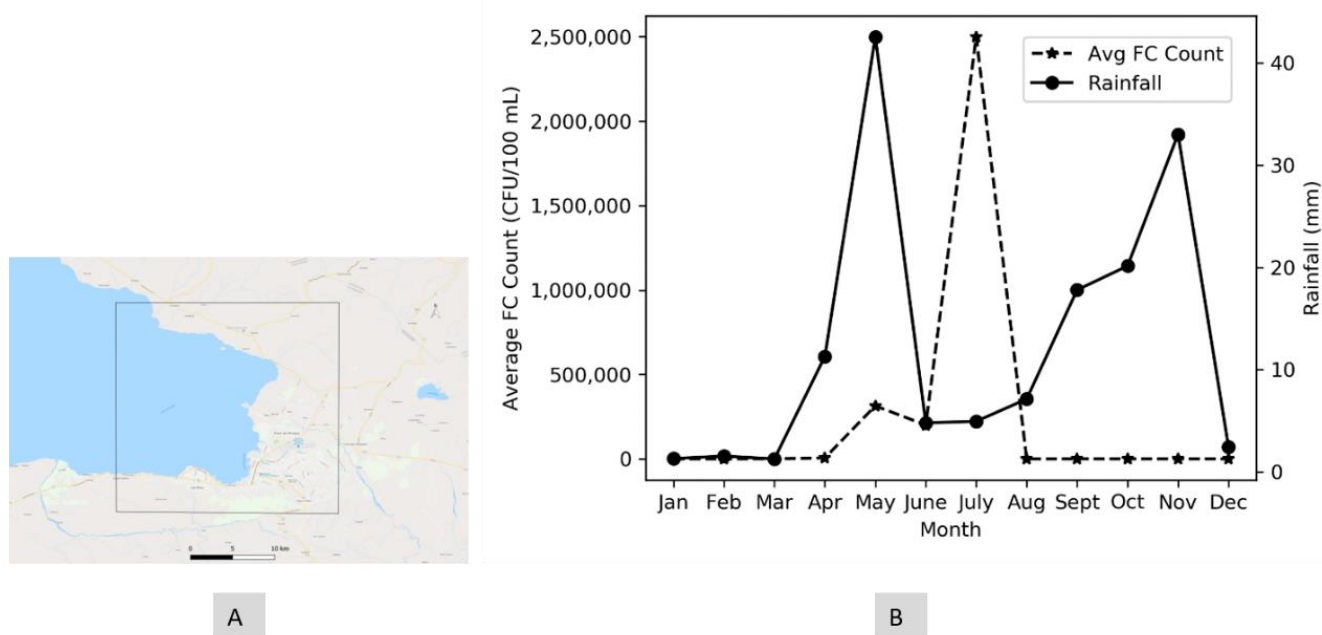 0 5 10 km
A
Average FC Count (CFU/100 mL)
2,500,000
2,000,000
1,500,000
1,000,000
500,000
0
Avg FC Count
Rainfall
40
30
20
10
0
Rainfall (mm)
Jan Feb Mar Apr May June July Aug Sept Oct Nov Dec
Month
B